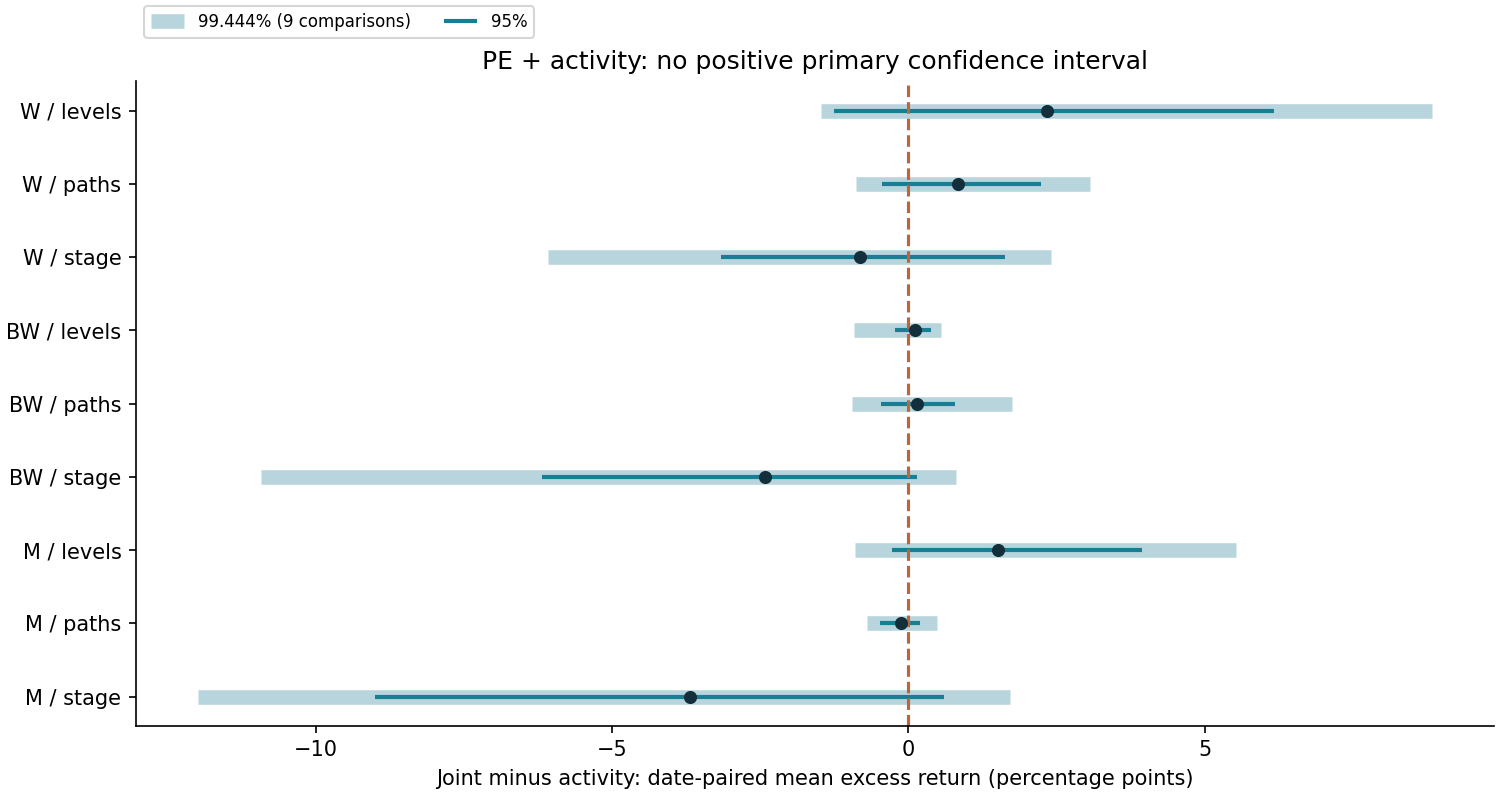 99.444% (9 comparisons) 95%
PE + activity: no positive primary confidence interval
W / levels
W / paths
W / stage
BW / levels
BW / paths
BW / stage
M / levels
M / paths
M / stage
−10 −5 0 5
Joint minus activity: date-paired mean excess return (percentage points)